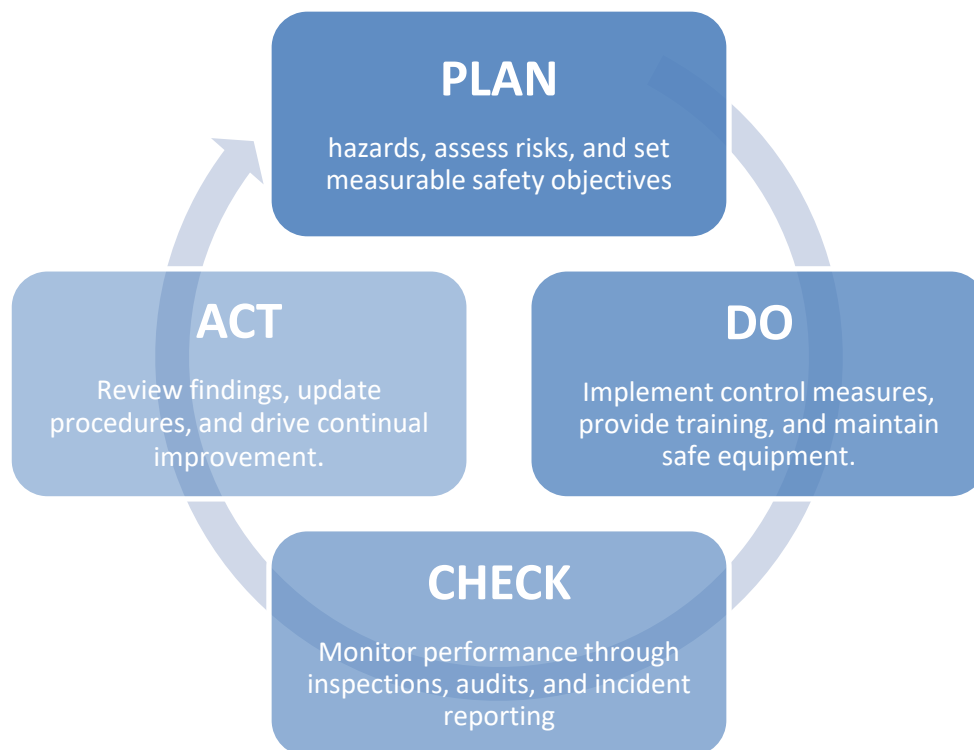 PLAN
hazards, assess risks, and set
measurable safety objectives
ACT
Review findings, update
procedures, and drive continual
improvement.
DO
Implement control measures,
provide training, and maintain
safe equipment.
CHECK
Monitor performance through
inspections, audits, and incident
reporting